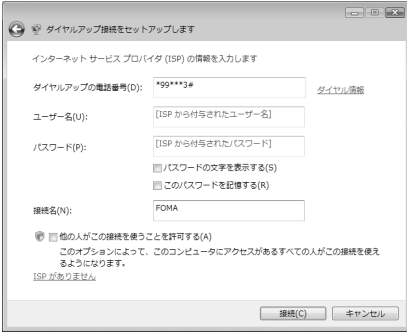 ダイヤルアップ接続をセットアップします
インターネット サービス プロバイダ (ISP) の情報を入力します
ダイヤルアップの電話番号(D): *99***3# ダイヤル情報
ユーザー名(U): [ISP から付与されたユーザー名]
パスワード(P): [ISP から付与されたパスワード]
パスワードの文字を表示する(S)
このパスワードを記憶する(R)
接続名(N): FOMA
他の人がこの接続を使うことを許可する(A)
このオプションによって、このコンピュータにアクセスがあるすべての人がこの接続を使え
るようになります。
ISP がありません
接続(C) キャンセル